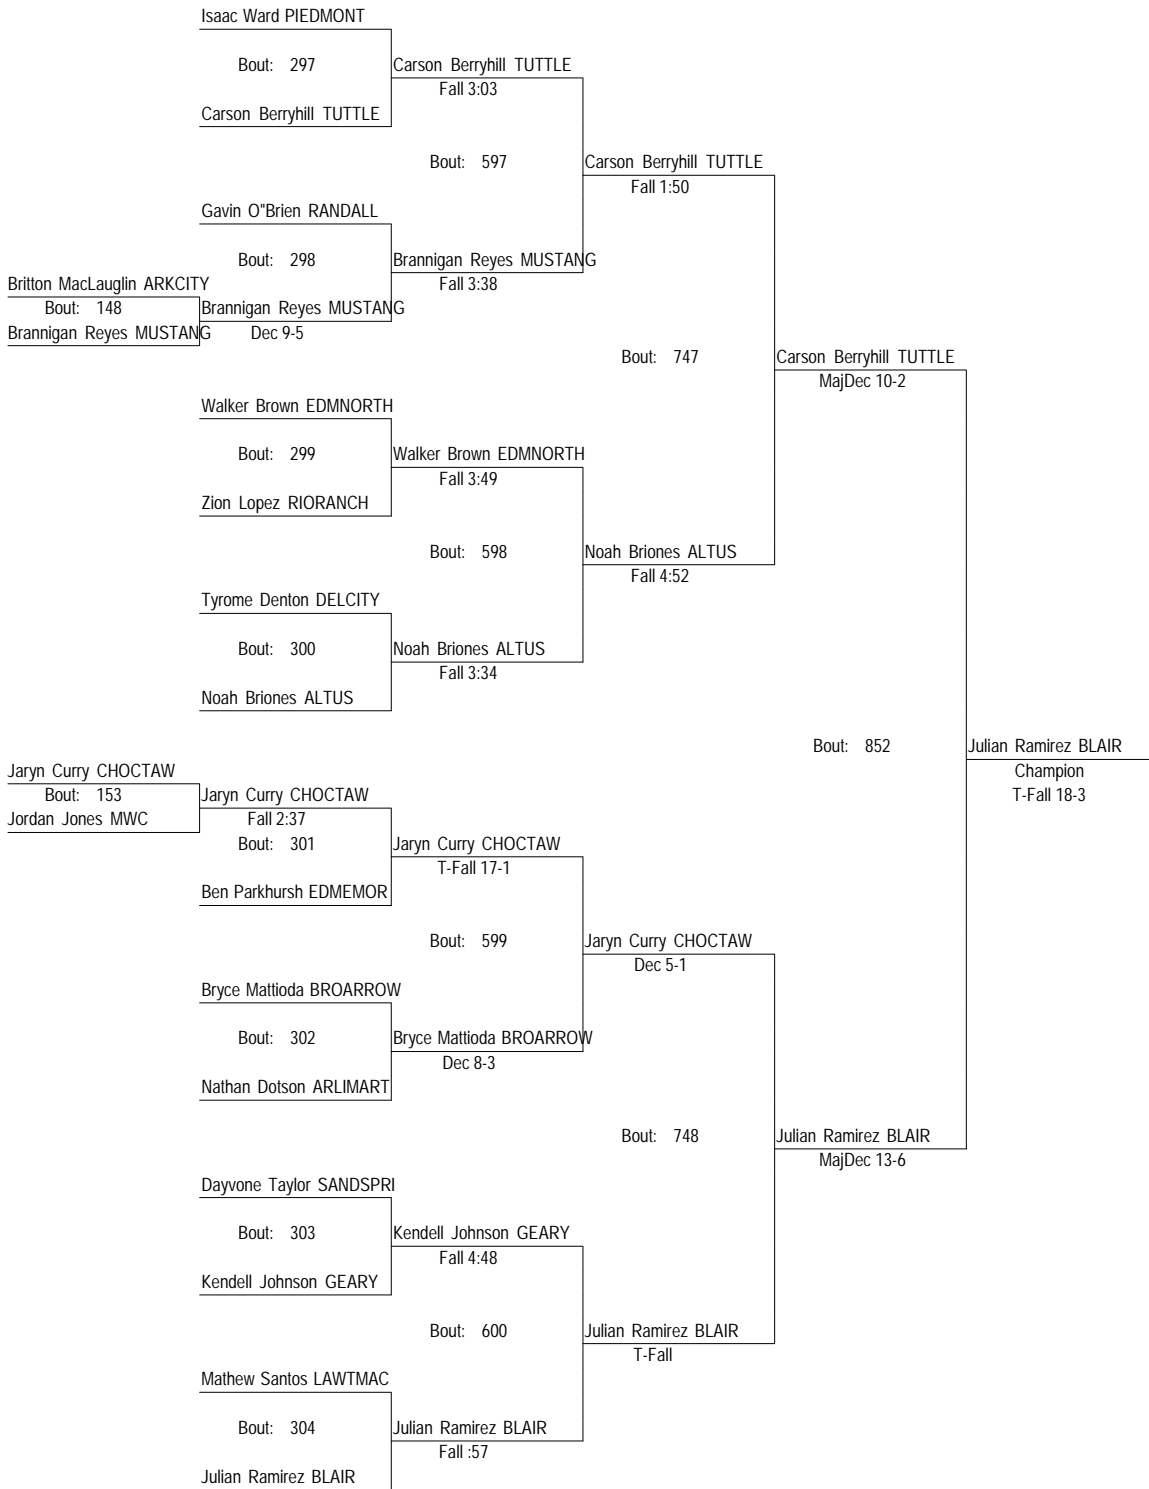 Isaac Ward PIEDMONT
Bout: 297
Carson Berryhill TUTTLE
Fall 3:03
Carson Berryhill TUTTLE
Bout: 597
Carson Berryhill TUTTLE
Fall 1:50
Gavin O"Brien RANDALL
Bout: 298
Brannigan Reyes MUSTANG
Fall 3:38
Britton MacLauglin ARKCITY
Bout: 148
Brannigan Reyes MUSTANG
Brannigan Reyes MUSTANG
Dec 9-5
Bout: 747
Carson Berryhill TUTTLE
MajDec 10-2
Walker Brown EDMNORTH
Bout: 299
Walker Brown EDMNORTH
Fall 3:49
Zion Lopez RIORANCH
Bout: 598
Noah Briones ALTUS
Fall 4:52
Tyrome Denton DELCITY
Bout: 300
Noah Briones ALTUS
Fall 3:34
Noah Briones ALTUS
Bout: 852
Julian Ramirez BLAIR
Champion
T-Fall 18-3
Jaryn Curry CHOCTAW
Bout: 153
Jaryn Curry CHOCTAW
Jordan Jones MWC
Fall 2:37
Bout: 301
Jaryn Curry CHOCTAW
T-Fall 17-1
Ben Parkhursh EDMEMOR
Bout: 599
Jaryn Curry CHOCTAW
Dec 5-1
Bryce Mattioda BROARROW
Bout: 302
Bryce Mattioda BROARROW
Dec 8-3
Nathan Dotson ARLIMART
Bout: 748
Julian Ramirez BLAIR
MajDec 13-6
Dayvone Taylor SANDSPRI
Bout: 303
Kendell Johnson GEARY
Fall 4:48
Kendell Johnson GEARY
Bout: 600
Julian Ramirez BLAIR
T-Fall
Mathew Santos LAWTMAC
Bout: 304
Julian Ramirez BLAIR
Fall :57
Julian Ramirez BLAIR